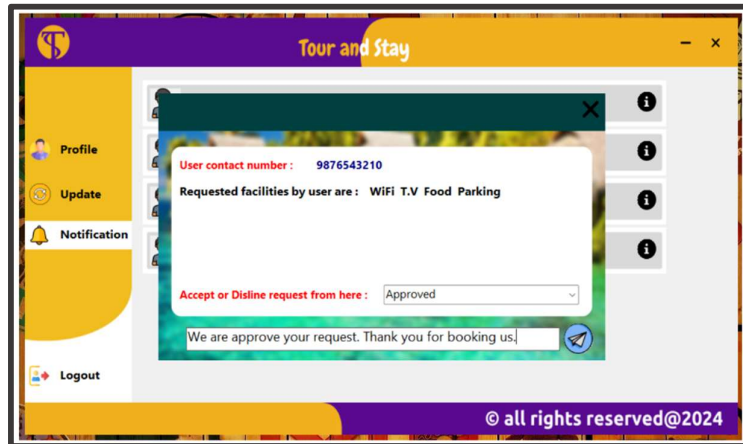 Tour and Stay
Profile
Update
Notification
Logout
User contact number : 9876543210
Requested facilities by user are : WiFi T.V Food Parking
Accept or Disline request from here : Approved
We are approve your request. Thank you for booking us.
© all rights reserved@2024